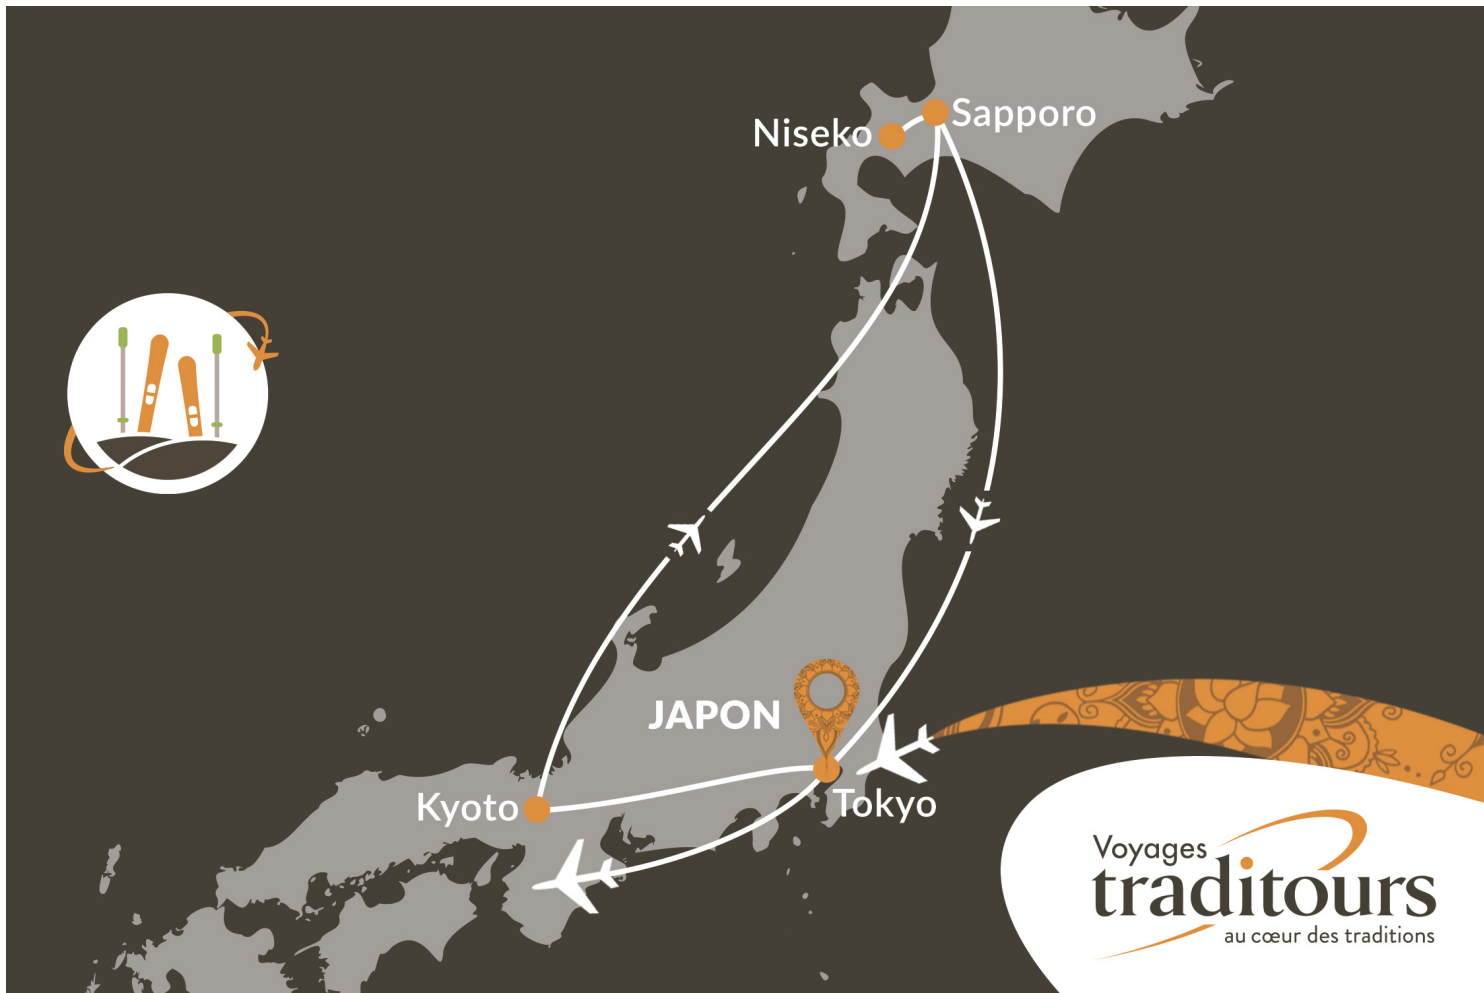 Sapporo
Niseko
JAPON
Kyoto
Tokyo
Voyages
traditours
au cœur des traditions